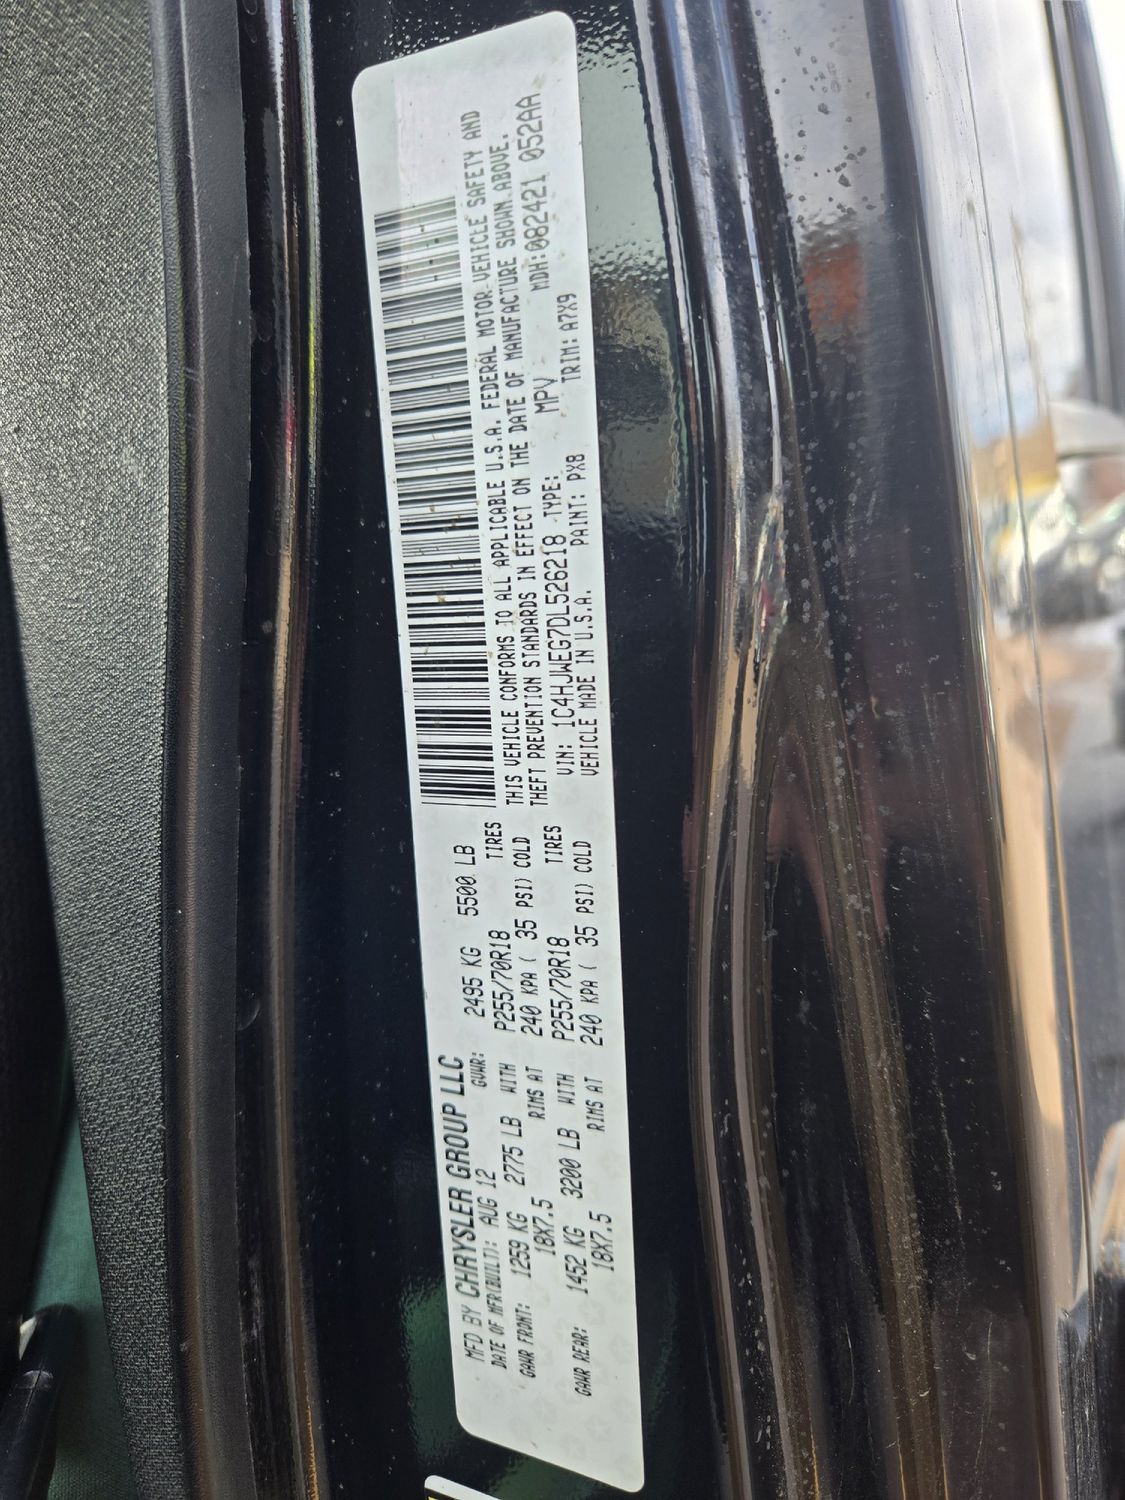 MFD BY CHRYSLER GROUP LLC
DATE OF MFR(BUILT): AUG 12 GVWR: 2495 KG 5500 LB
GAWR FRONT: 1259 KG 2775 LB WITH P255/70R18 TIRES
18X7.5 RIMS AT 240 KPA ( 35 PSI) COLD
GAWR REAR: 1452 KG 3200 LB WITH P255/70R18 TIRES
18X7.5 RIMS AT 240 KPA ( 35 PSI) COLD
THIS VEHICLE CONFORMS TO ALL APPLICABLE U.S.A. FEDERAL MOTOR VEHICLE SAFETY AND
THEFT PREVENTION STANDARDS IN EFFECT ON THE DATE OF MANUFACTURE SHOWN ABOVE.
VIN: 1C4HJWEG7DL526218 TYPE: MPV MDH:082421 052AA
VEHICLE MADE IN U.S.A. PAINT: PX8 TRIM: A7X9